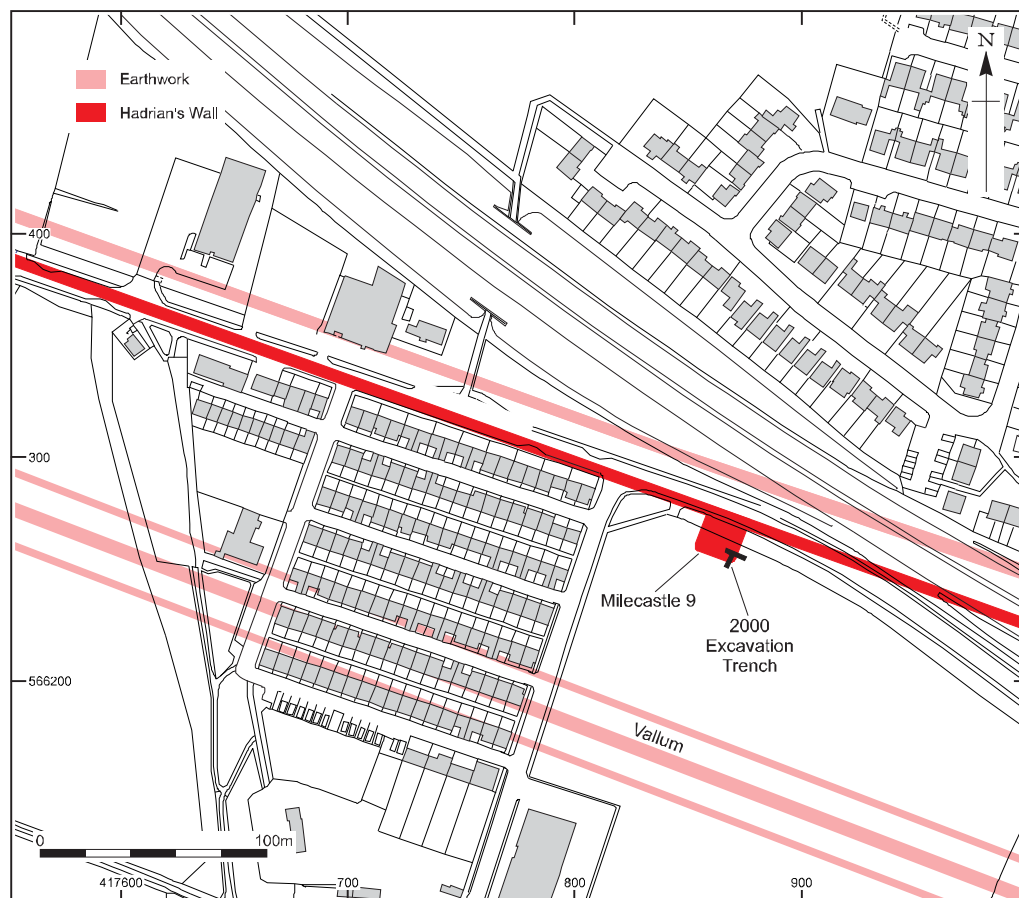 N
Earthwork
Hadrian's Wall
400
300
Milecastle 9
2000
Excavation
Trench
566200
Vallum
0 100m
417600 700 800 900